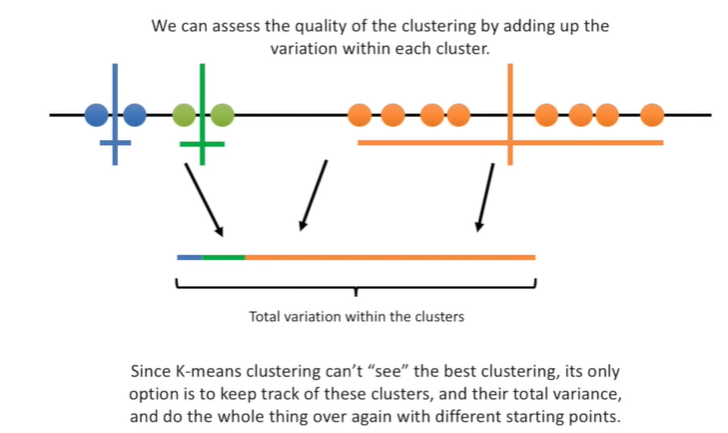 We can assess the quality of the clustering by adding up the
variation within each cluster.
Total variation within the clusters
Since K-means clustering can’t “see” the best clustering, its only
option is to keep track of these clusters, and their total variance,
and do the whole thing over again with different starting points.